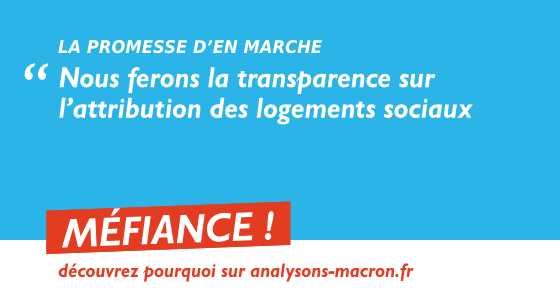 LA PROMESSE D’EN MARCHE
“ Nous ferons la transparence sur
l’attribution des logements sociaux
MÉFIANCE !
découvrez pourquoi sur analysons-macron.fr